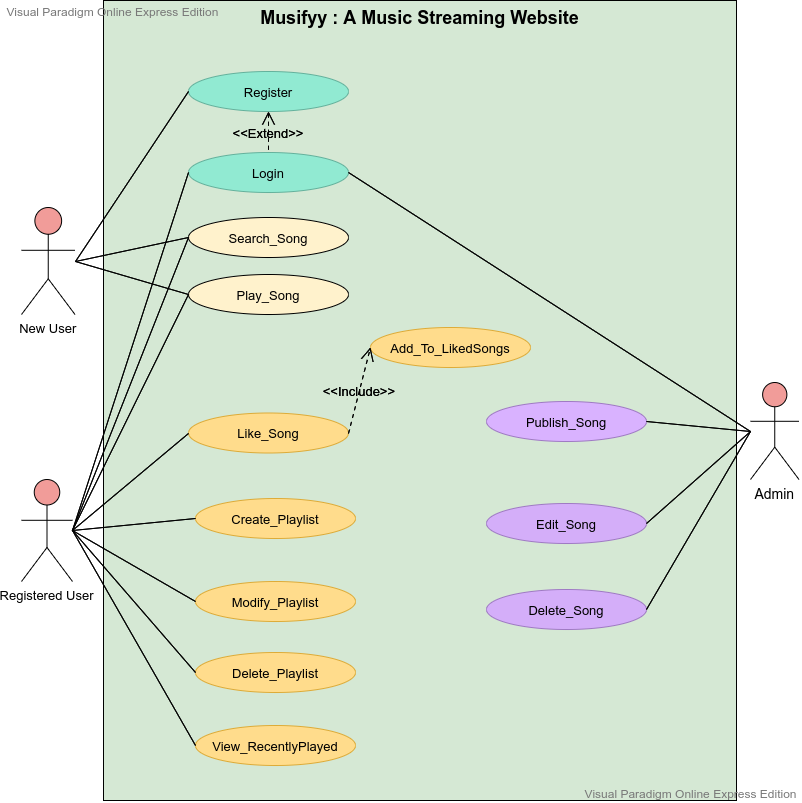 Visual Paradigm Online Express Edition
Musifyy : A Music Streaming Website
Register
<<Extend>>
Login
Search_Song
Play_Song
New User
Add_To_LikedSongs
<<Include>>
Like_Song
Publish_Song
Admin
Create_Playlist
Edit_Song
Registered User
Modify_Playlist
Delete_Song
Delete_Playlist
View_RecentlyPlayed
Visual Paradigm Online Express Edition